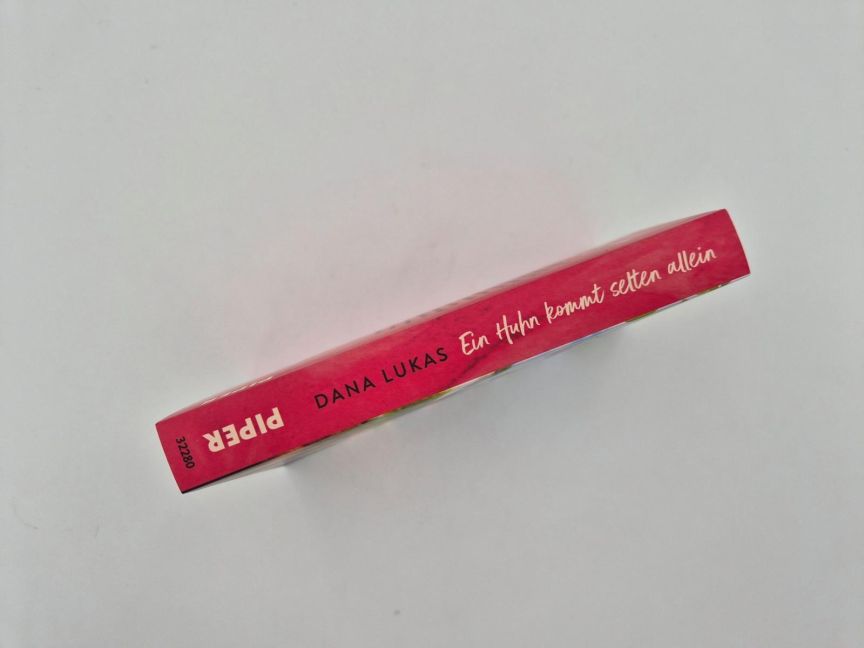 DANA LUKAS Ein Huhn kommt selten allein
PIPER
32280